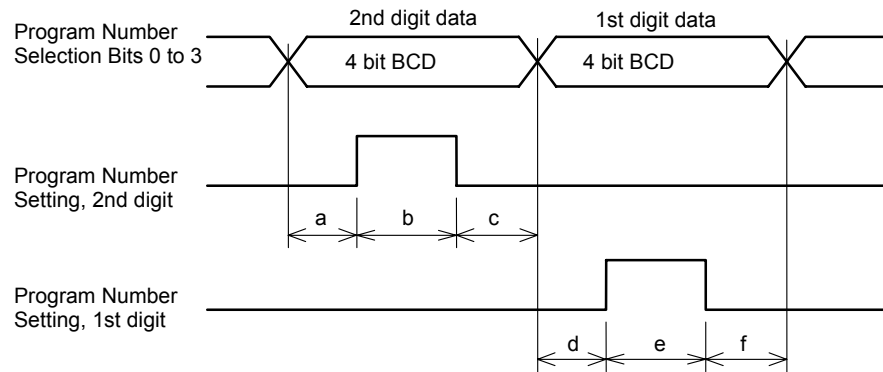 2nd digit data
1st digit data
Program Number
Selection Bits 0 to 3
4 bit BCD
4 bit BCD
Program Number
Setting, 2nd digit
a
b
c
Program Number
Setting, 1st digit
d
e
f